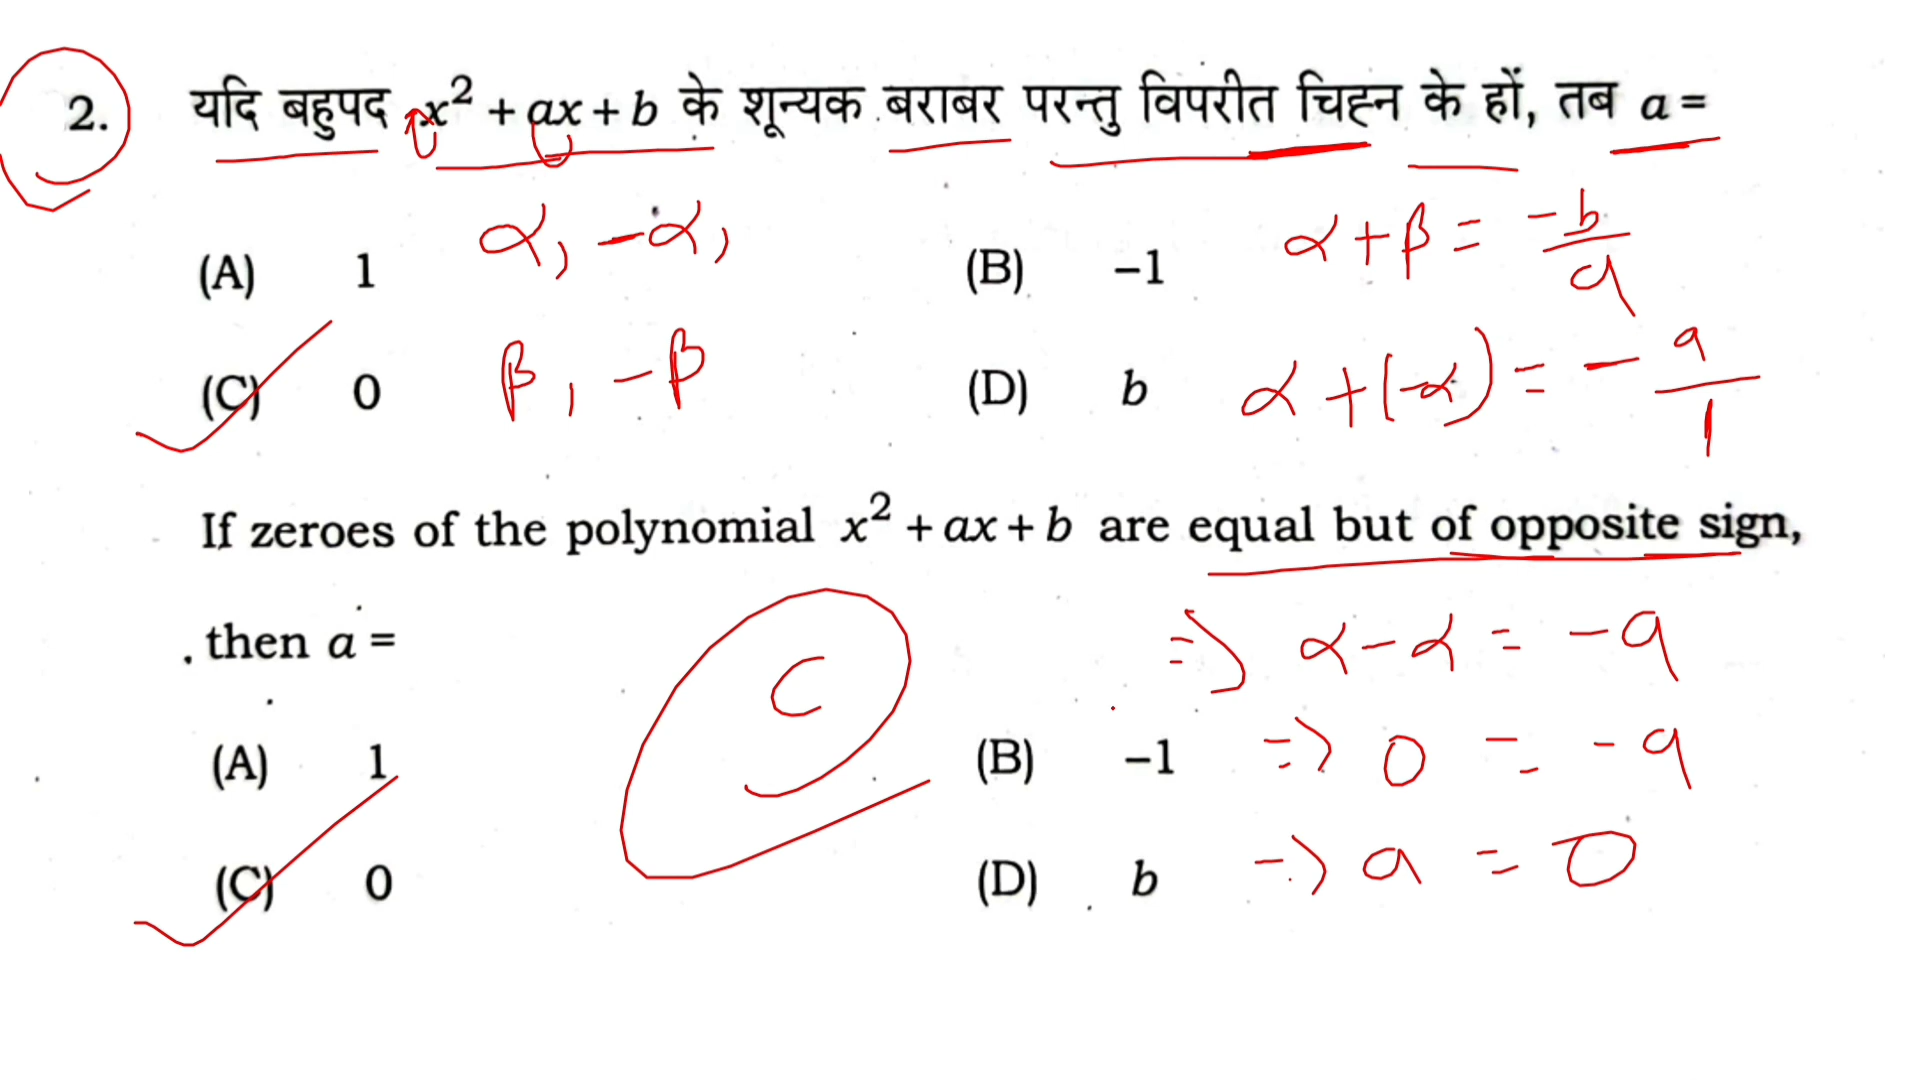 2. यदि बहुपद x² + ax + b के शून्यक बराबर परन्तु विपरीत चिह्न के हों, तब a =
α, -α,
α + β = -b/a
(A) 1 (B) -1
β, -β
(C) 0 (D) b
α + (-α) = - a/1
If zeroes of the polynomial x² + ax + b are equal but of opposite sign,
then a =
⇒ α - α = -a
C
(A) 1 (B) -1
⇒ 0 = -a
(C) 0 (D) b
⇒ a = 0